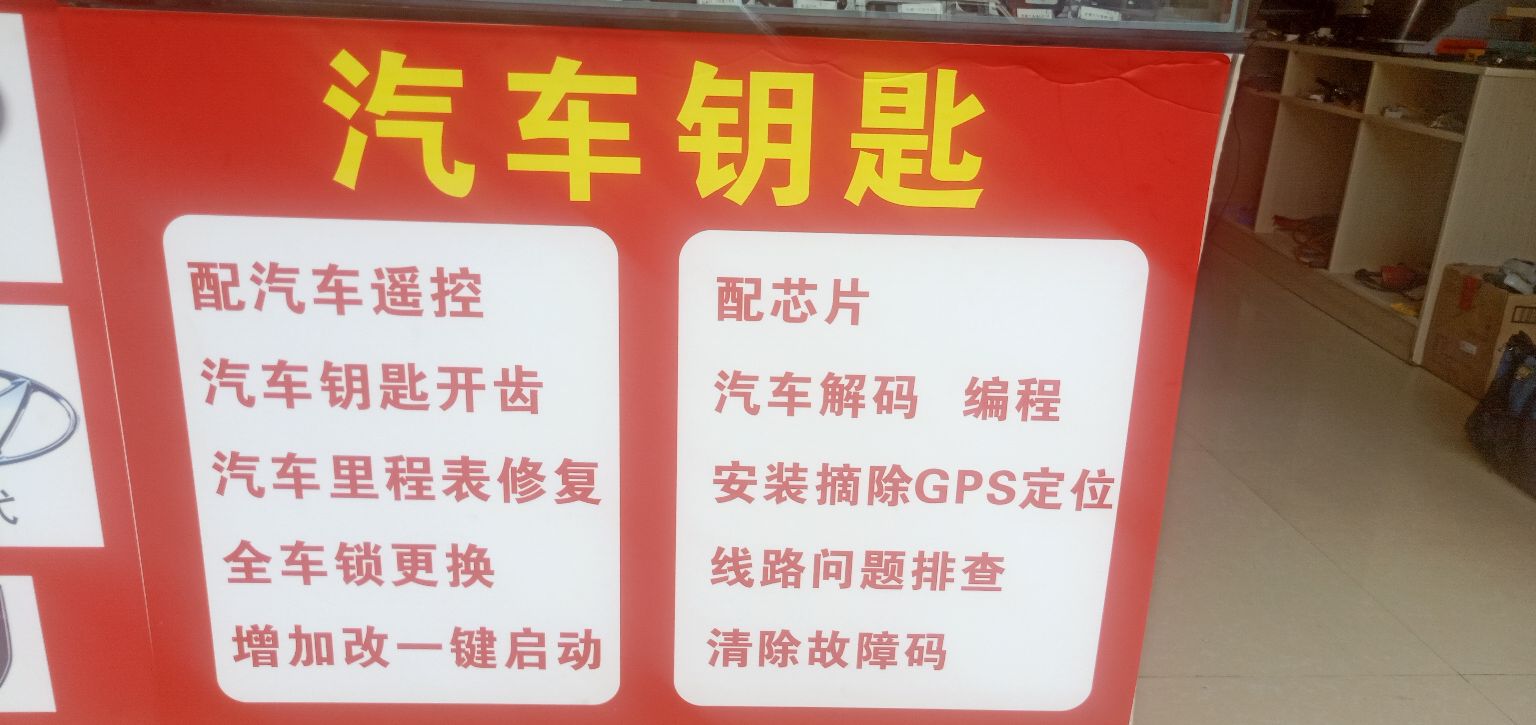 汽车钥匙
配汽车遥控
汽车钥匙开齿
汽车里程表修复
全车锁更换
增加改一键启动
配芯片
汽车解码 编程
安装摘除GPS定位
线路问题排查
清除故障码